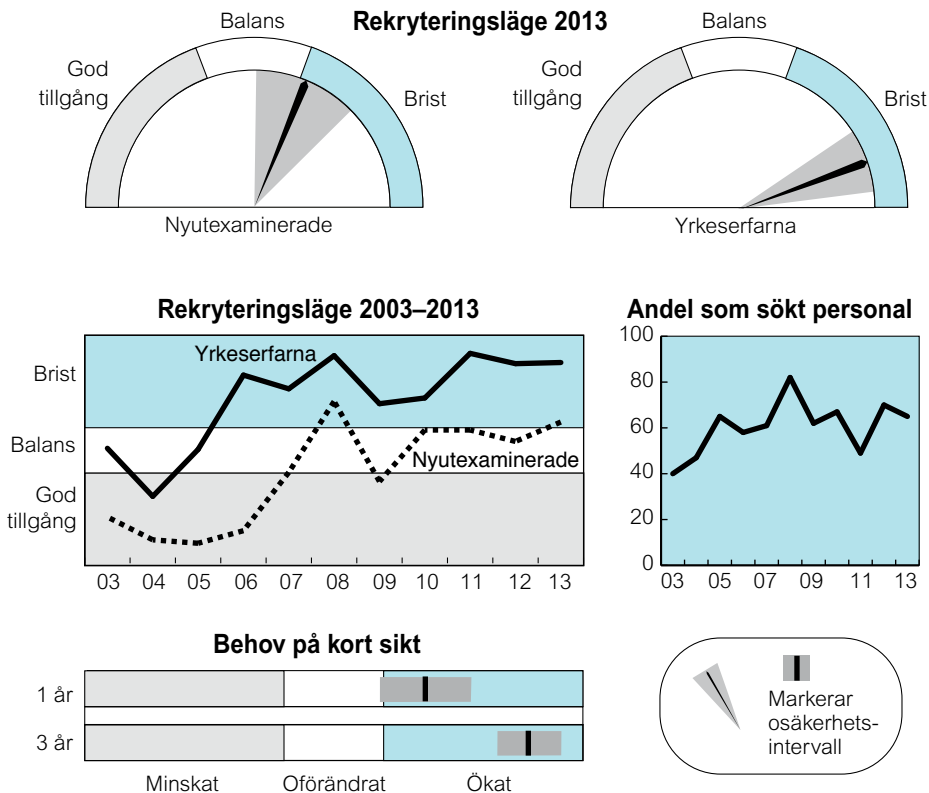 Rekryteringsläge 2013
Balans
God
tillgång
Brist
Nyutexaminerade
Balans
God
tillgång
Brist
Yrkeserfarna
Rekryteringsläge 2003–2013
Brist
Balans
God
tillgång
Yrkeserfarna
Nyutexaminerade
03 04 05 06 07 08 09 10 11 12 13
Andel som sökt personal
100
80
60
40
20
0
03 05 07 09 11 13
Behov på kort sikt
1 år
3 år
Minskat Oförändrat Ökat
Markerar
osäkerhets-
intervall